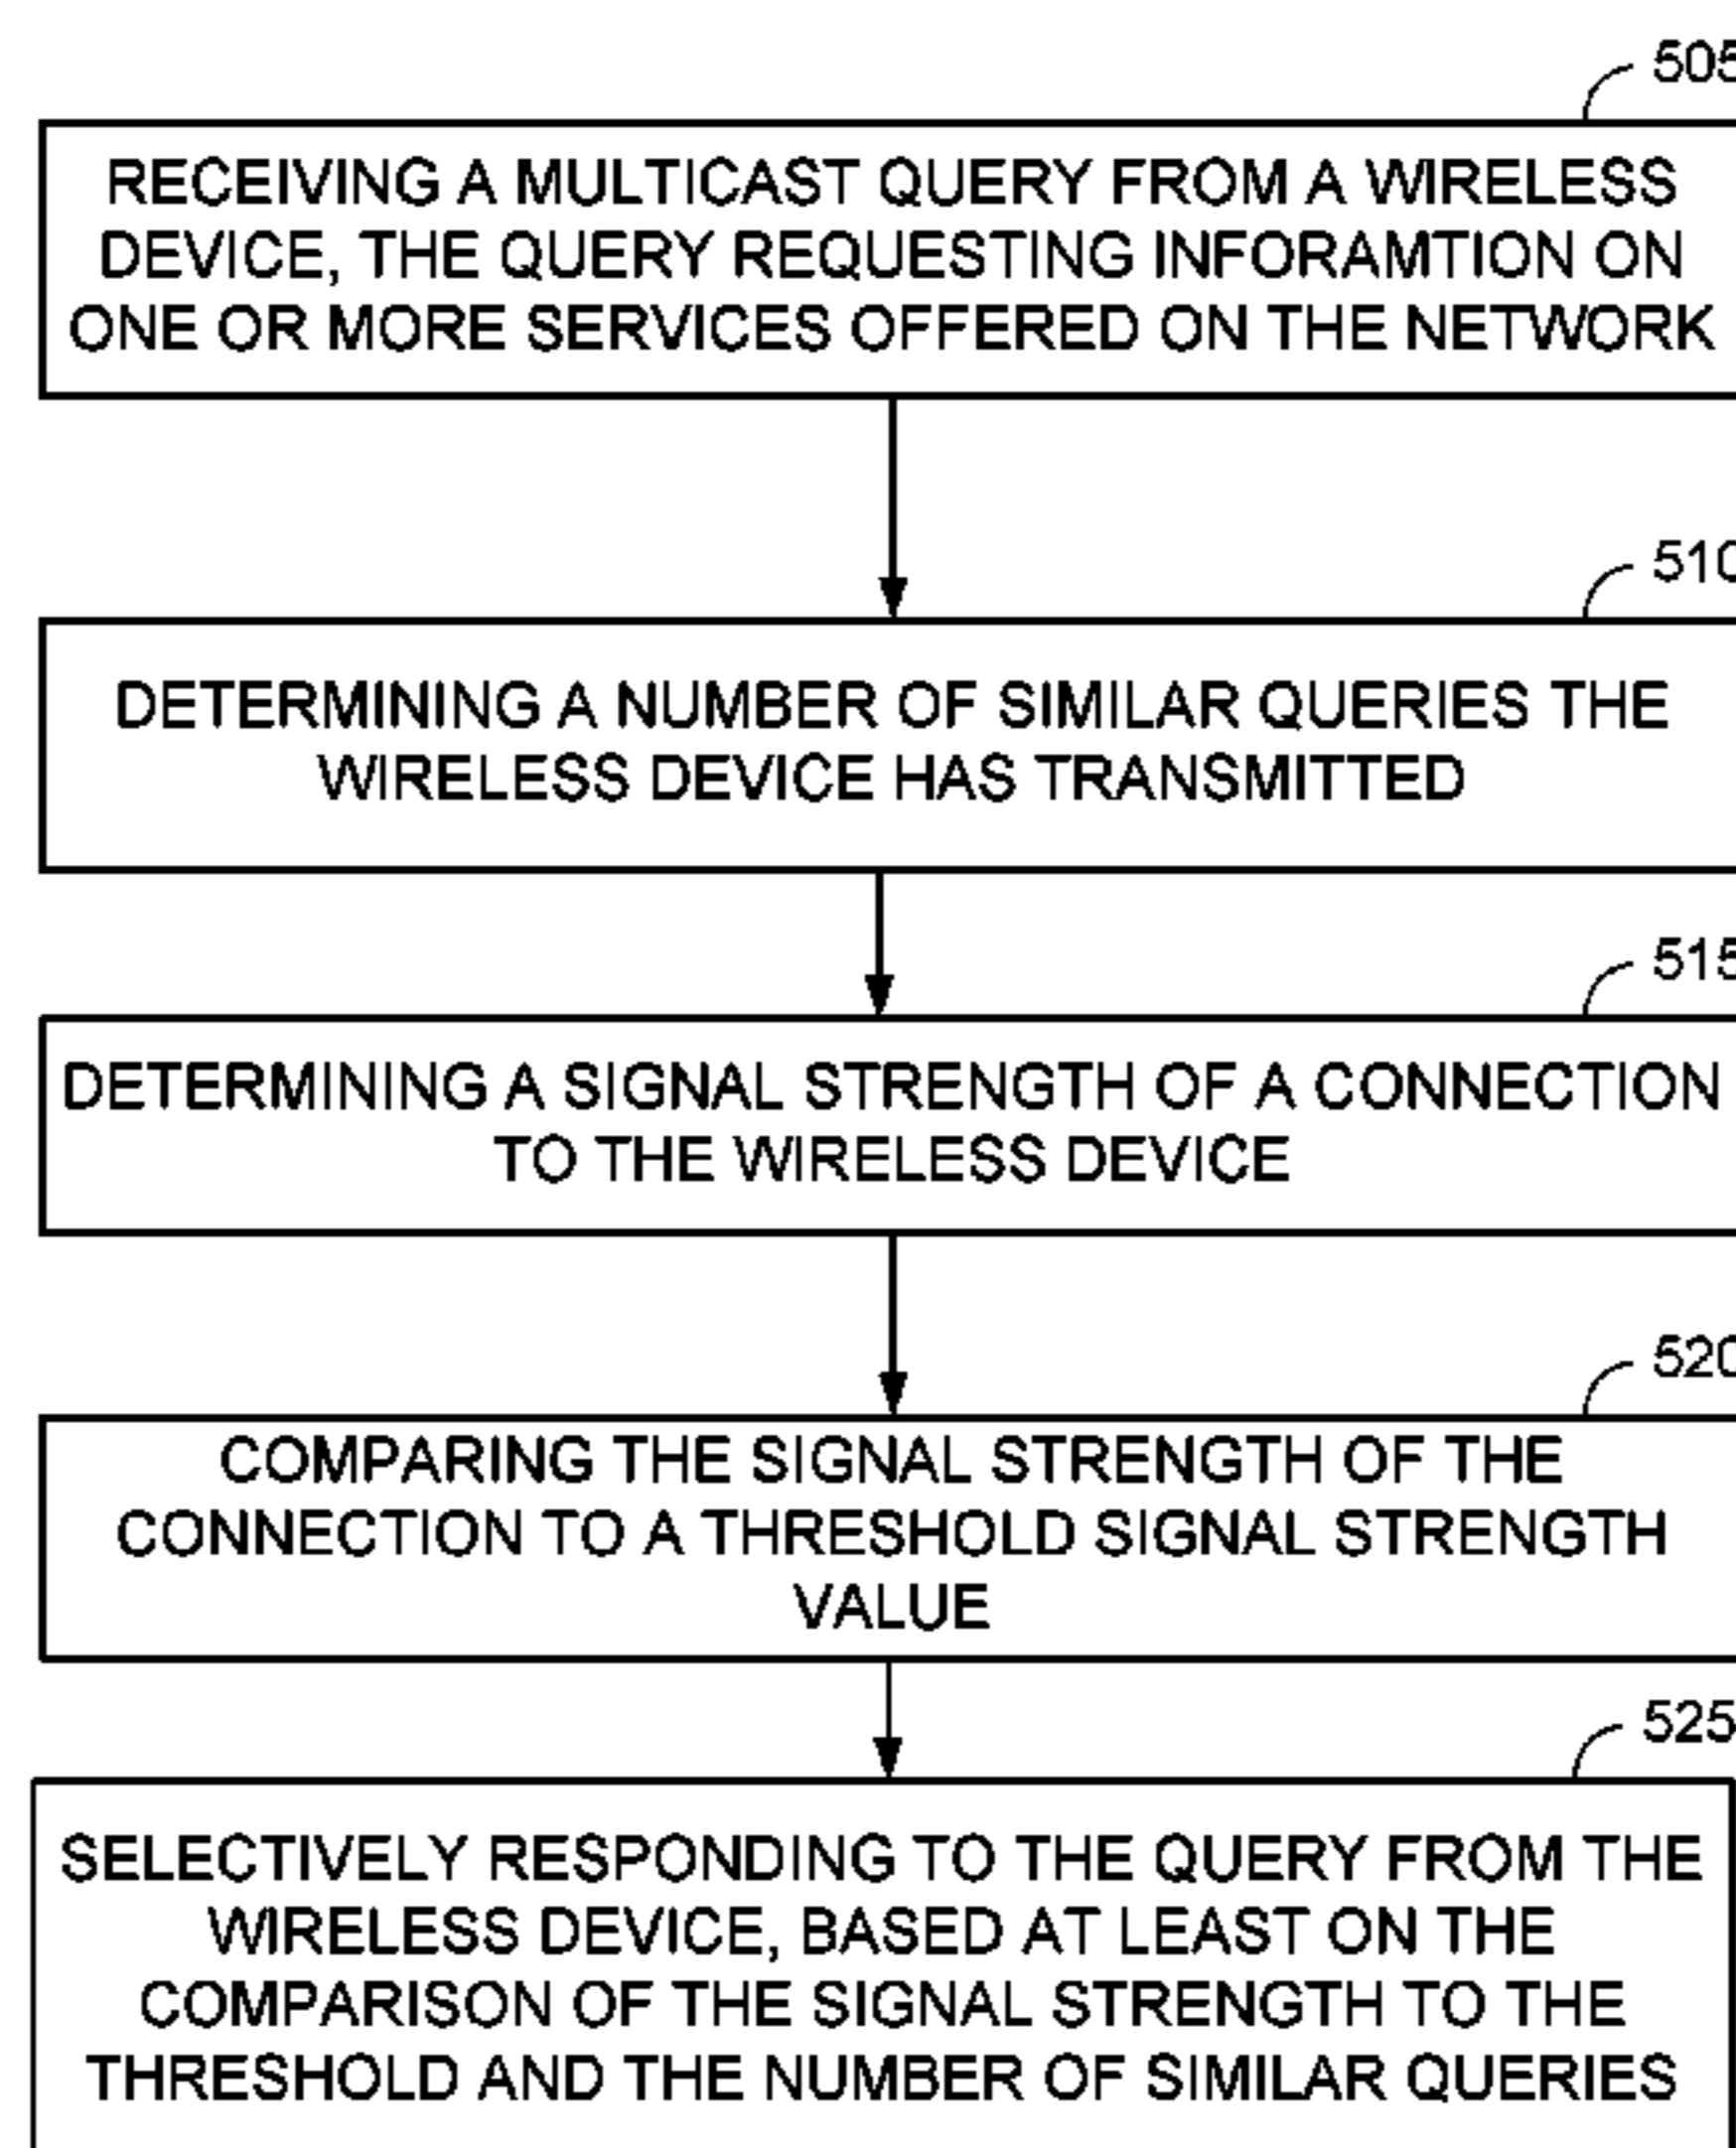 505
RECEIVING A MULTICAST QUERY FROM A WIRELESS
DEVICE, THE QUERY REQUESTING INFORAMTION ON
ONE OR MORE SERVICES OFFERED ON THE NETWORK
510
DETERMINING A NUMBER OF SIMILAR QUERIES THE
WIRELESS DEVICE HAS TRANSMITTED
515
DETERMINING A SIGNAL STRENGTH OF A CONNECTION
TO THE WIRELESS DEVICE
520
COMPARING THE SIGNAL STRENGTH OF THE
CONNECTION TO A THRESHOLD SIGNAL STRENGTH
VALUE
525
SELECTIVELY RESPONDING TO THE QUERY FROM THE
WIRELESS DEVICE, BASED AT LEAST ON THE
COMPARISON OF THE SIGNAL STRENGTH TO THE
THRESHOLD AND THE NUMBER OF SIMILAR QUERIES